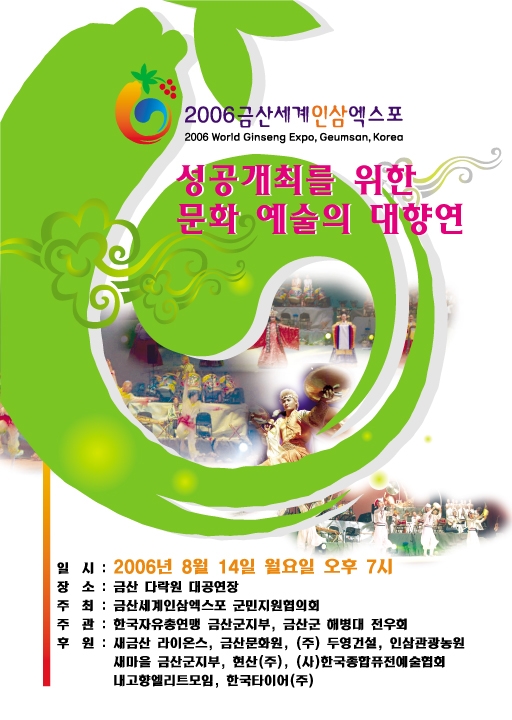 2006금산세계인삼엑스포
2006 World Ginseng Expo, Geumsan, Korea
성공개최를 위한
문화 예술의 대향연
일 시 : 2006년 8월 14일 월요일 오후 7시
장 소 : 금산 다락원 대공연장
주 최 : 금산세계인삼엑스포 군민지원협의회
주 관 : 한국자유총연맹 금산군지부, 금산군 해병대 전우회
후 원 : 새금산 라이온스, 금산문화원, (주) 두영건설, 인삼관광농원
새마을 금산군지부, 현산(주), (사)한국종합퓨전예술협회
내고향엘리트모임, 한국타이어(주)